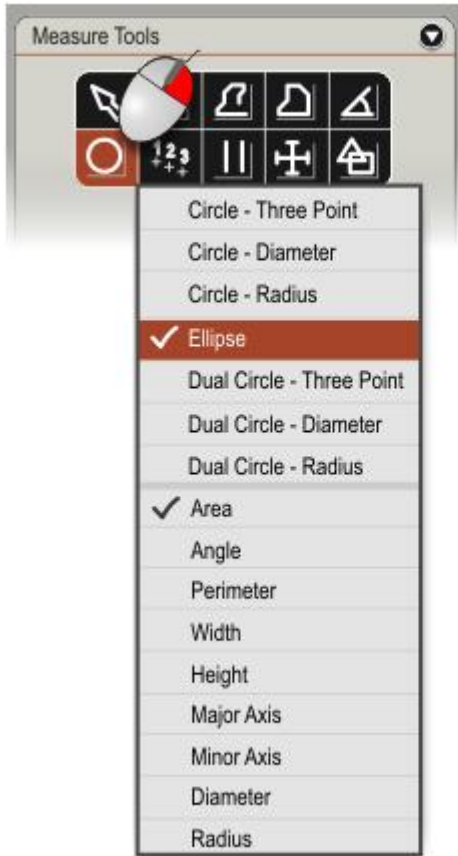 Measure Tools
123
Circle - Three Point
Circle - Diameter
Circle - Radius
Ellipse
Dual Circle - Three Point
Dual Circle - Diameter
Dual Circle - Radius
Area
Angle
Perimeter
Width
Height
Major Axis
Minor Axis
Diameter
Radius